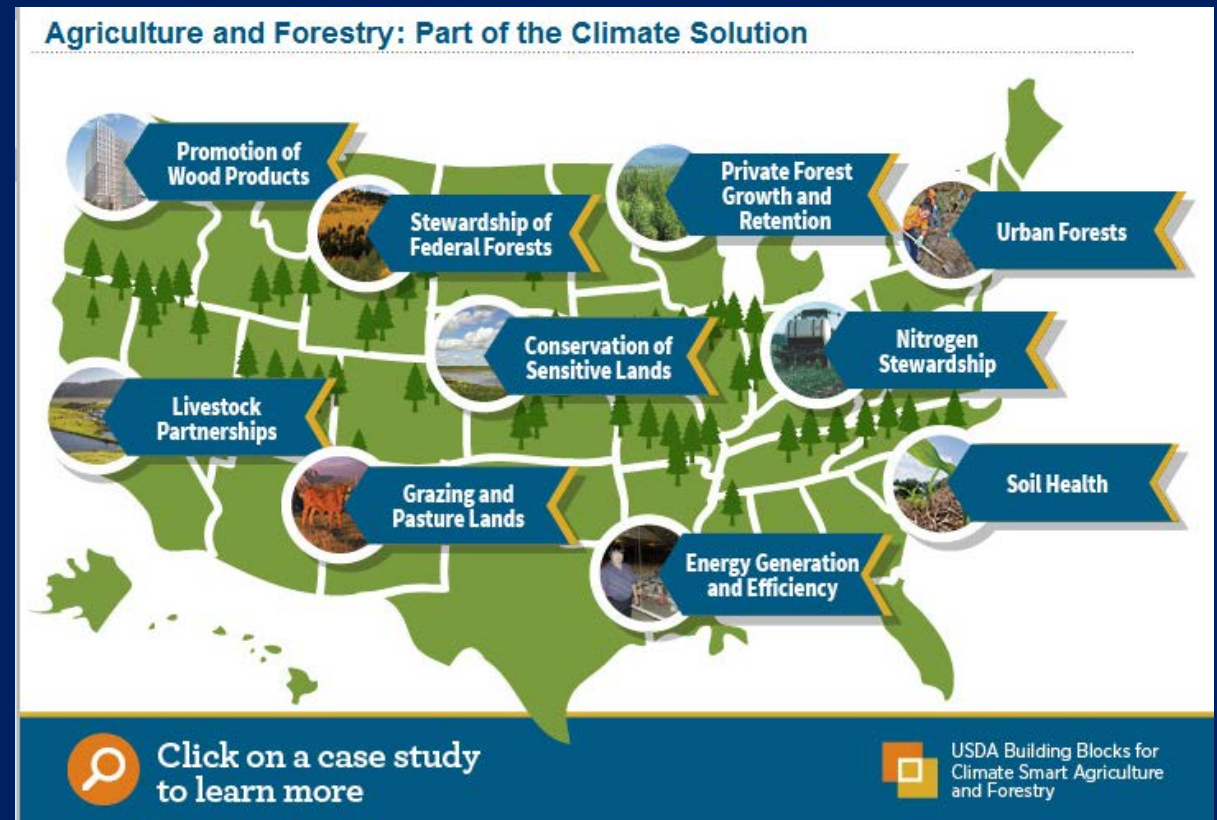 Agriculture and Forestry: Part of the Climate Solution
Promotion of
Wood Products
Stewardship of
Federal Forests
Private Forest
Growth and
Retention
Urban Forests
Conservation of
Sensitive Lands
Nitrogen
Stewardship
Livestock
Partnerships
Grazing and
Pasture Lands
Soil Health
Energy Generation
and Efficiency
Click on a case study
to learn more
USDA Building Blocks for
Climate Smart Agriculture
and Forestry